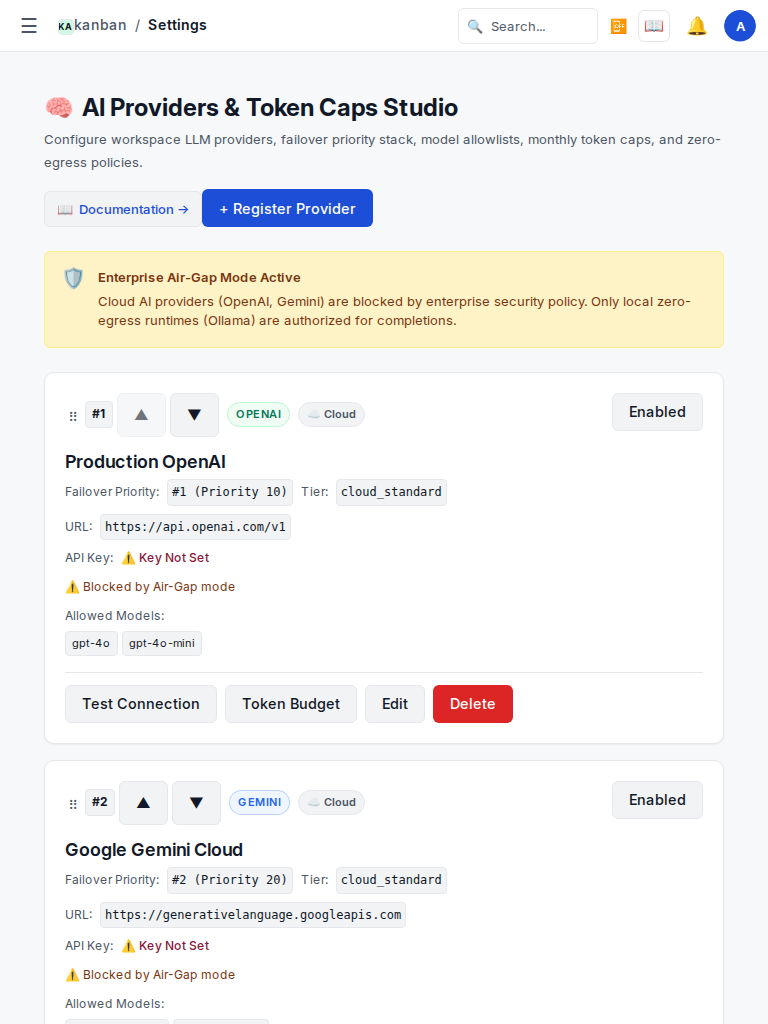 ☰ KA kanban / Settings 🔍 Search... 📴 📖 🔔 A
🧠 AI Providers & Token Caps Studio
Configure workspace LLM providers, failover priority stack, model allowlists, monthly token caps, and zero-
egress policies.
📖 Documentation → + Register Provider
🛡️ Enterprise Air-Gap Mode Active
Cloud AI providers (OpenAI, Gemini) are blocked by enterprise security policy. Only local zero-
egress runtimes (Ollama) are authorized for completions.
⠿ #1 ▲ ▼ OPENAI ☁️ Cloud Enabled
Production OpenAI
Failover Priority: #1 (Priority 10) Tier: cloud_standard
URL: https://api.openai.com/v1
API Key: ⚠️ Key Not Set
⚠️ Blocked by Air-Gap mode
Allowed Models:
gpt-4o gpt-4o-mini
Test Connection Token Budget Edit Delete
⠿ #2 ▲ ▼ GEMINI ☁️ Cloud Enabled
Google Gemini Cloud
Failover Priority: #2 (Priority 20) Tier: cloud_standard
URL: https://generativelanguage.googleapis.com
API Key: ⚠️ Key Not Set
⚠️ Blocked by Air-Gap mode
Allowed Models: